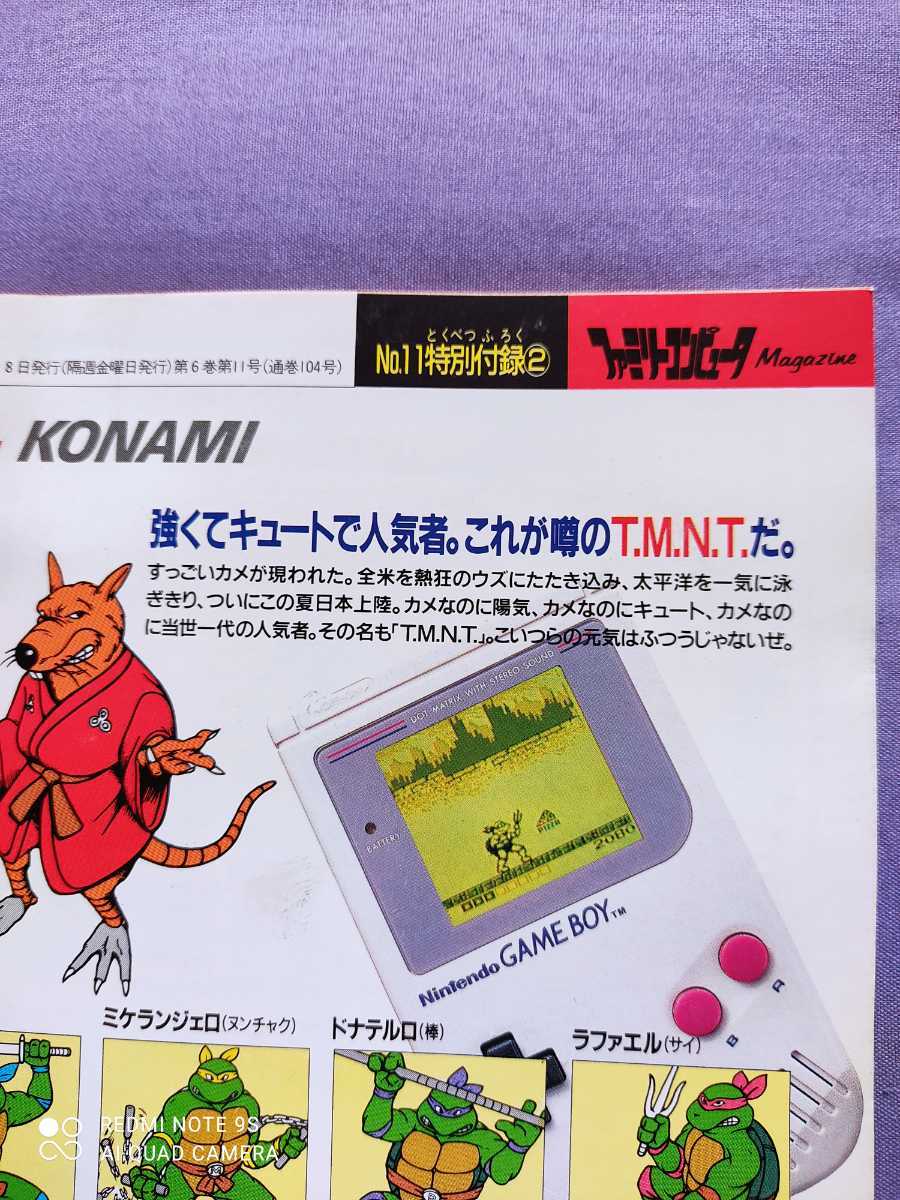 とくべつふろく
8日発行(隔週金曜日発行)第6巻第11号(通巻104号)
No.11特別付録②
ファミリーコンピュータ Magazine
KONAMI
強くてキュートで人気者。これが噂のT.M.N.T.だ。
すっごいカメが現われた。全米を熱狂のウズにたたき込み、太平洋を一気に泳
ぎきり、ついにこの夏日本上陸。カメなのに陽気、カメなのにキュート、カメなの
に当世一代の人気者。その名も「T.M.N.T.」。こいつらの元気はふつうじゃないぜ。
DOT MATRIX WITH STEREO SOUND
BATTERY
PIZZA
2080
Nintendo GAME BOY™
A
B
ミケランジェロ(ヌンチャク)
ドナテルロ(棒)
ラファエル(サイ)
REDMI NOTE 9S
AI QUAD CAMERA